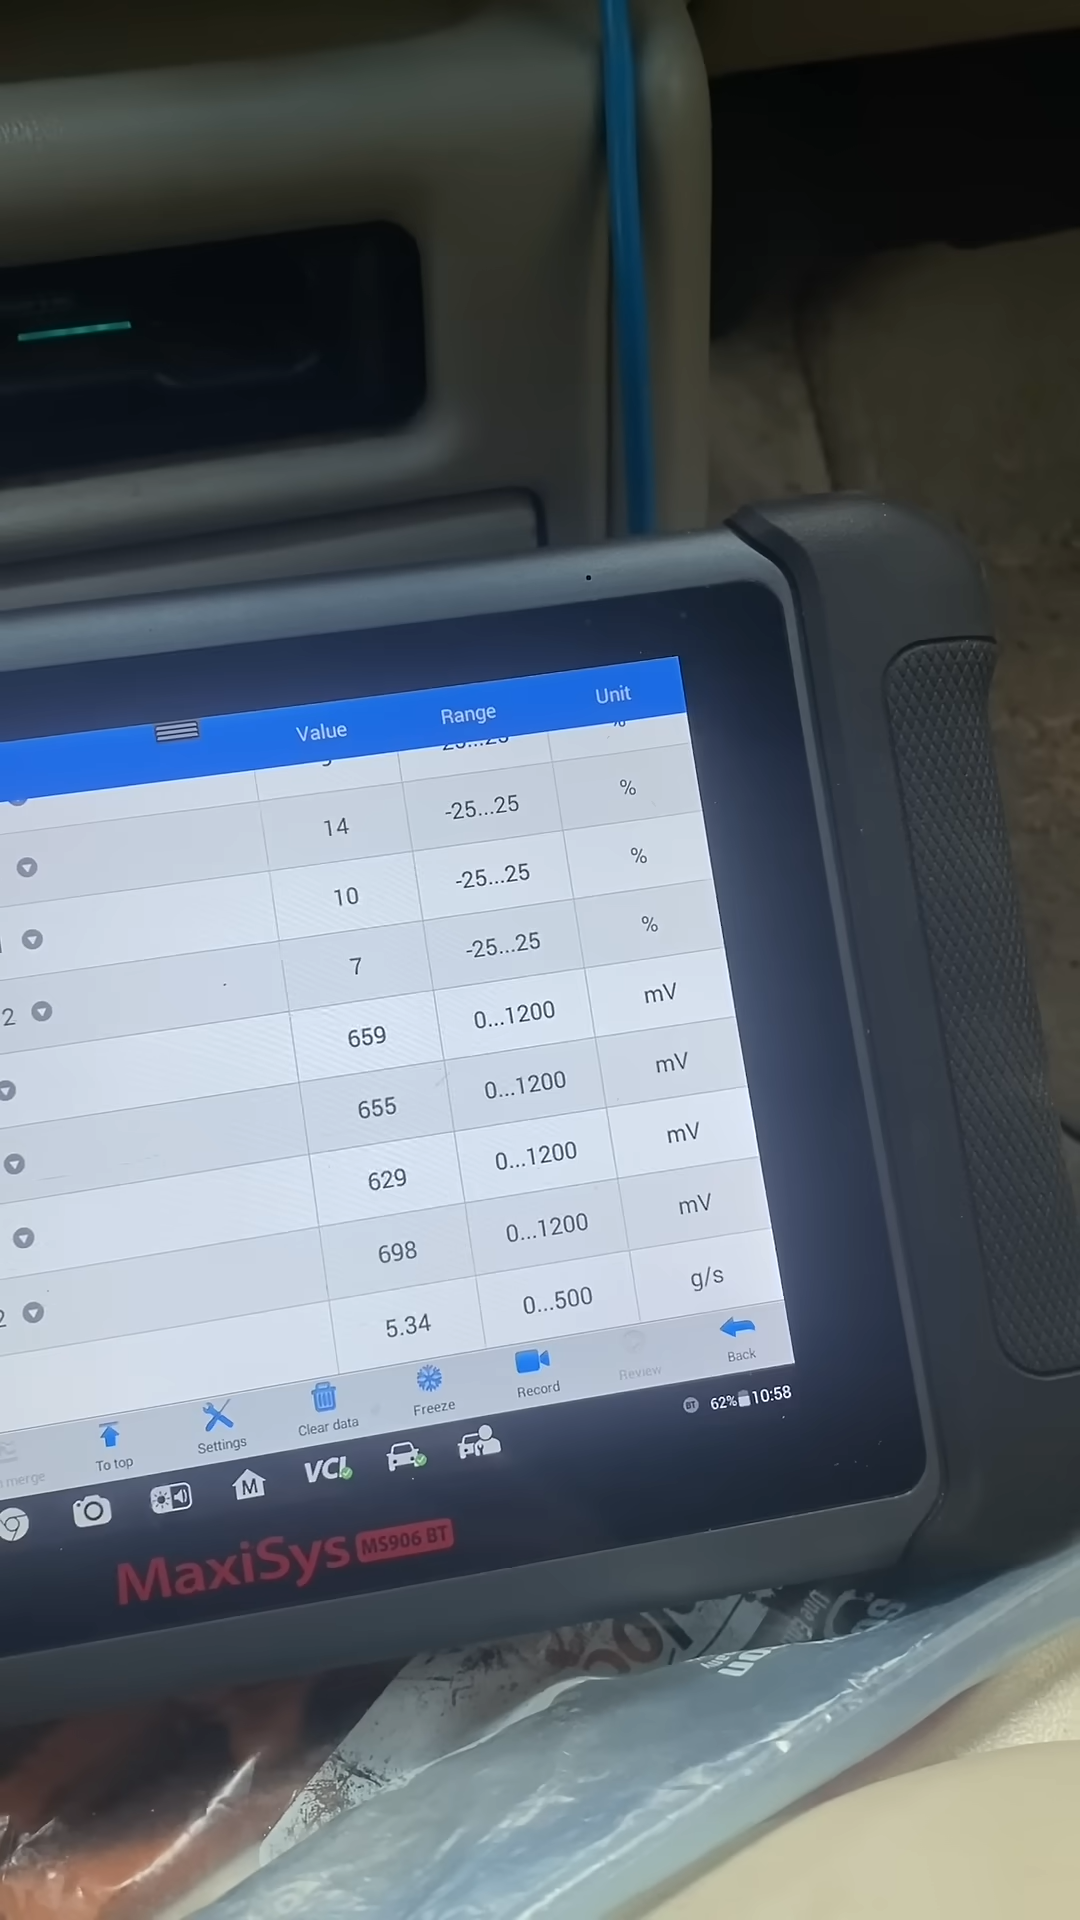 Value Range Unit
14 -25...25 %
10 -25...25 %
7 -25...25 %
2 659 0...1200 mV
655 0...1200 mV
629 0...1200 mV
698 0...1200 mV
2 5.34 0...500 g/s
merge To top Settings Clear data Freeze Record Review Back
BT 62% 10:58
M VCI
MaxiSys MS906 BT